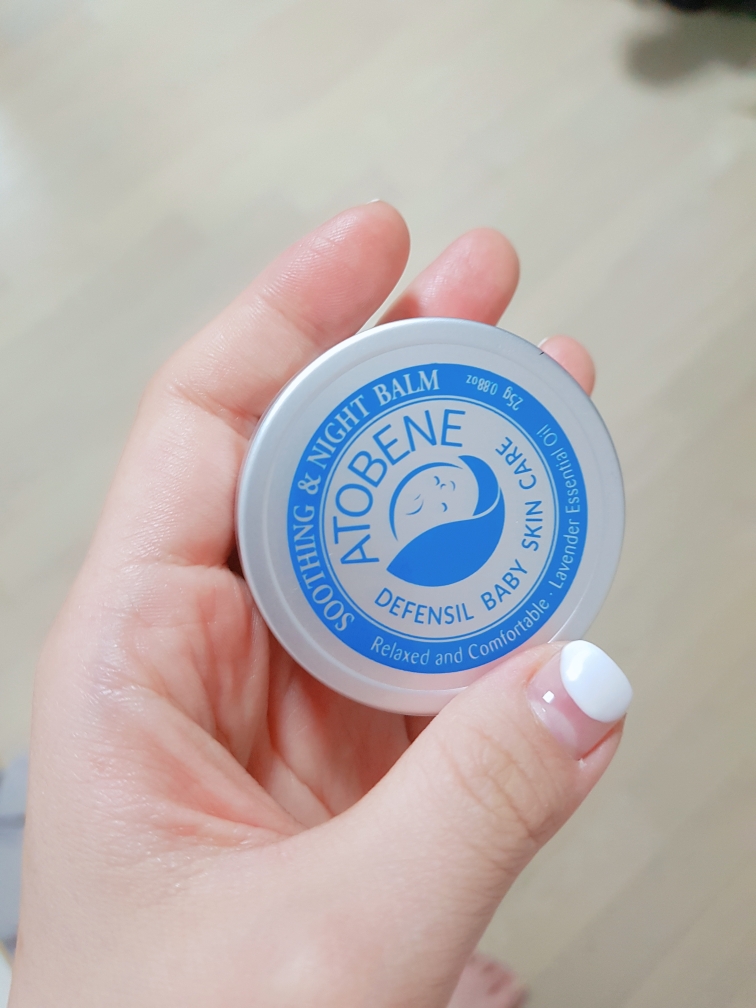 SOOTHING & NIGHT BALM
25g 0.88oz
Relaxed and Comfortable · Lavender Essential Oil
ATOBENE
DEFENSIL BABY SKIN CARE